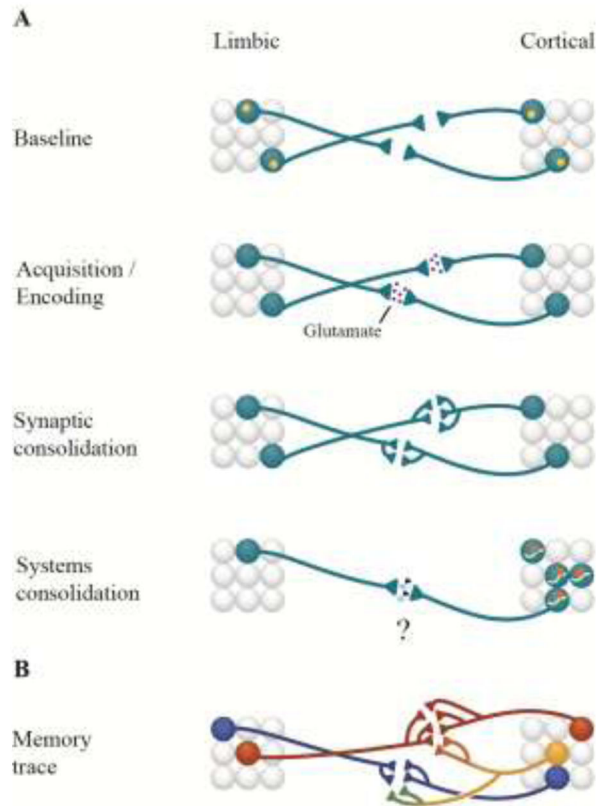 A
Limbic Cortical
Baseline
Acquisition /
Encoding
Glutamate
Synaptic
consolidation
Systems
consolidation
?
B
Memory
trace